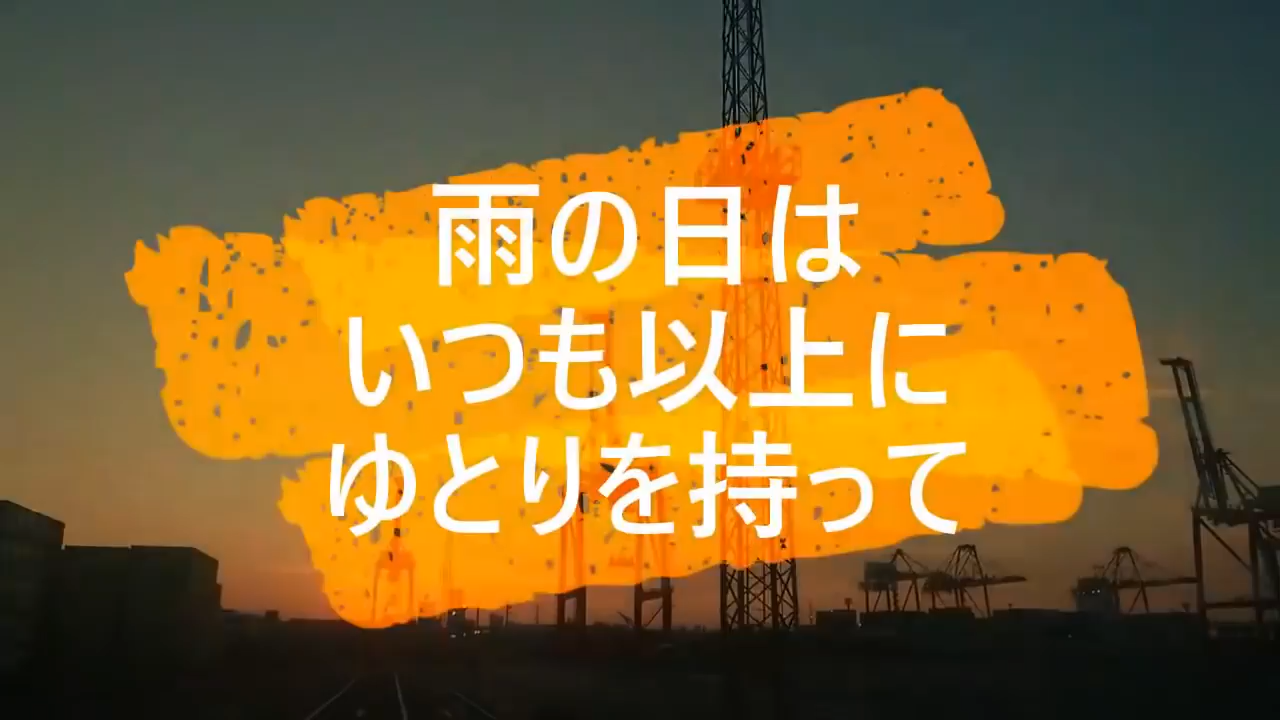 雨の日は
いつも以上に
ゆとりを持って